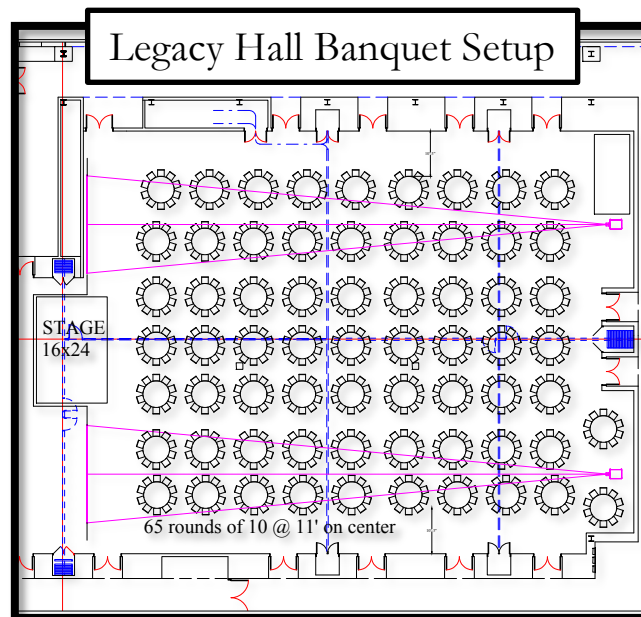 Legacy Hall Banquet Setup
STAGE
16x24
65 rounds of 10 @ 11' on center